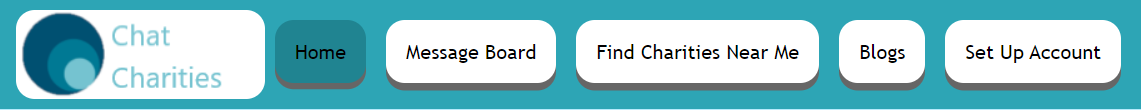 Chat
Charities
Home
Message Board
Find Charities Near Me
Blogs
Set Up Account